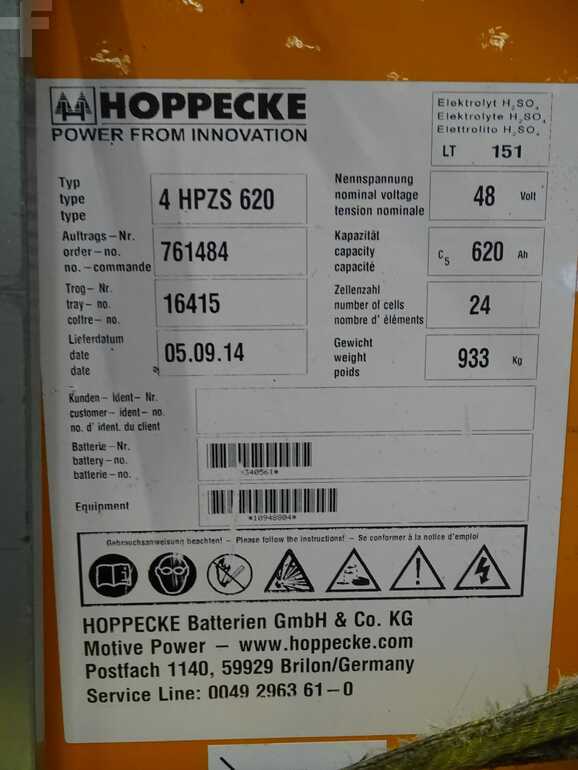 HOPPECKE
POWER FROM INNOVATION
Elektrolyt H₂SO₄
Elektrolyte H₂SO₄
Elettrolito H₂SO₄
LT 151
Typ
type
type
4 HPZS 620
Nennspannung
nominal voltage
tension nominale
48 Volt
Auftrags–Nr.
order–no.
no.–commande
761484
Kapazität
capacity
capacité
C₅ 620 Ah
Trog–Nr.
tray–no.
coffre–no.
16415
Zellenzahl
number of cells
nombre d' éléments
24
Lieferdatum
date
date
05.09.14
Gewicht
weight
poids
933 Kg
Kunden–Ident–Nr.
customer–ident–no.
no. d' ident. du client
Batterie–Nr.
battery–no.
batterie–no.
*340561*
Equipment
*10948804*
Gebrauchsanweisung beachten! – Please follow the instructions! – Se conformer à la notice d'emploi
HOPPECKE Batterien GmbH & Co. KG
Motive Power – www.hoppecke.com
Postfach 1140, 59929 Brilon/Germany
Service Line: 0049 2963 61–0